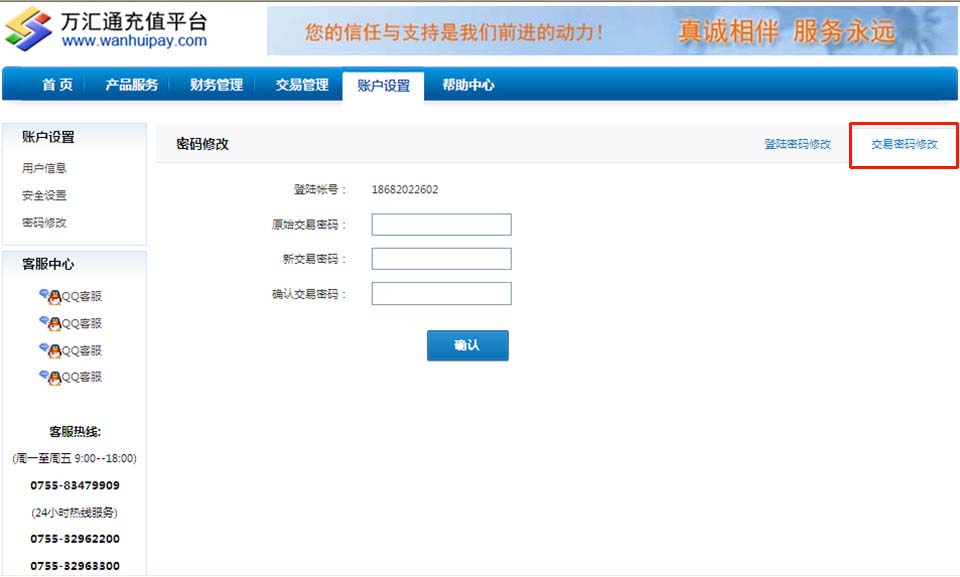 万汇通充值平台
www.wanhuipay.com
您的信任与支持是我们前进的动力！
真诚相伴 服务永远
首 页 产品服务 财务管理 交易管理 账户设置 帮助中心
账户设置
用户信息
安全设置
密码修改
客服中心
QQ客服
QQ客服
QQ客服
QQ客服
客服热线:
(周一至周五 9:00--18:00)
0755-83479909
(24小时热线服务)
0755-32962200
0755-32963300
密码修改
登陆密码修改 交易密码修改
登陆帐号： 18682022602
原始交易密码：
新交易密码：
确认交易密码：
确认